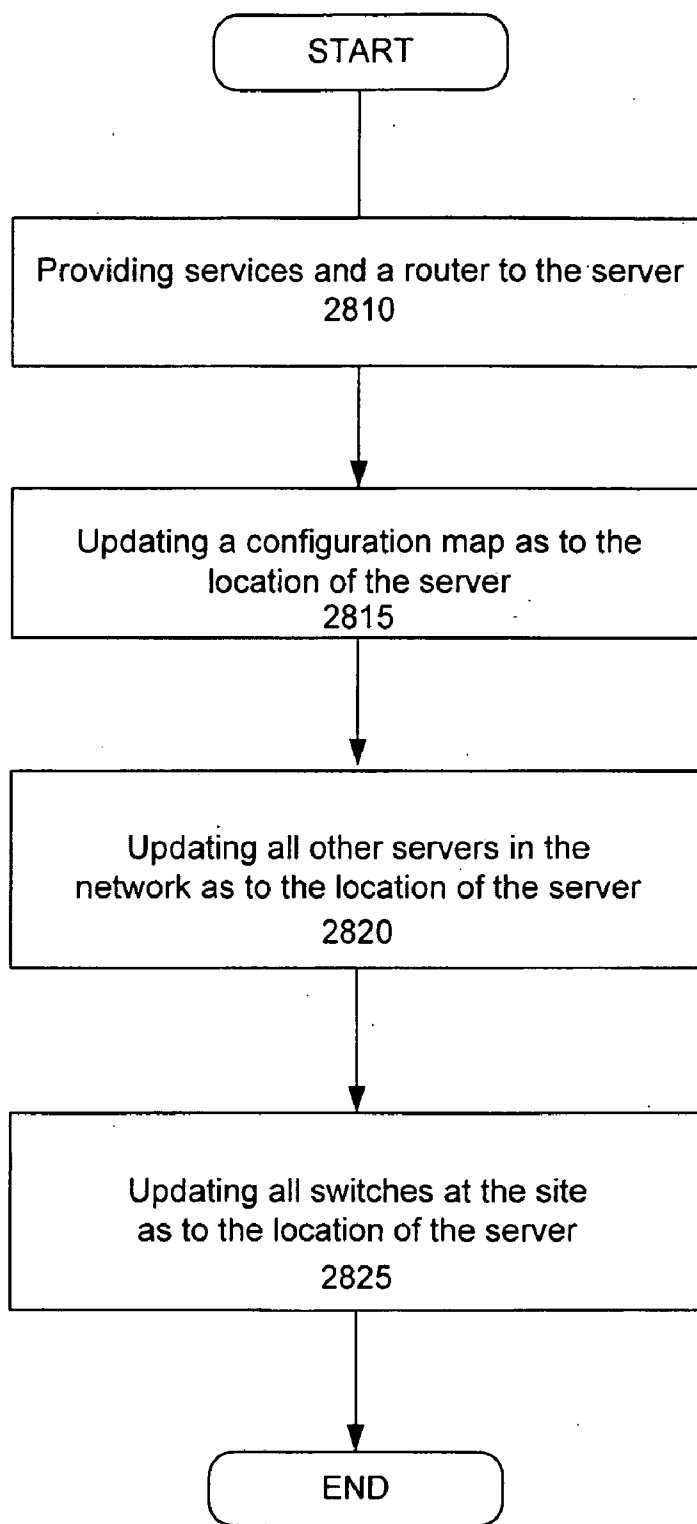 START
Providing services and a router to the server
2810
Updating a configuration map as to the
location of the server
2815
Updating all other servers in the
network as to the location of the server
2820
Updating all switches at the site
as to the location of the server
2825
END